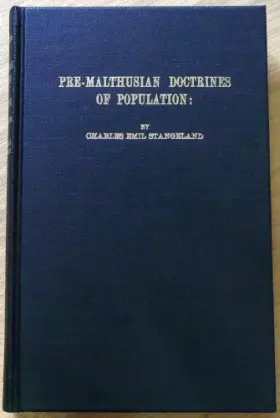 PRE-MALTHUSIAN DOCTRINES
OF POPULATION:
BY
CHARLES EMIL STANGELAND